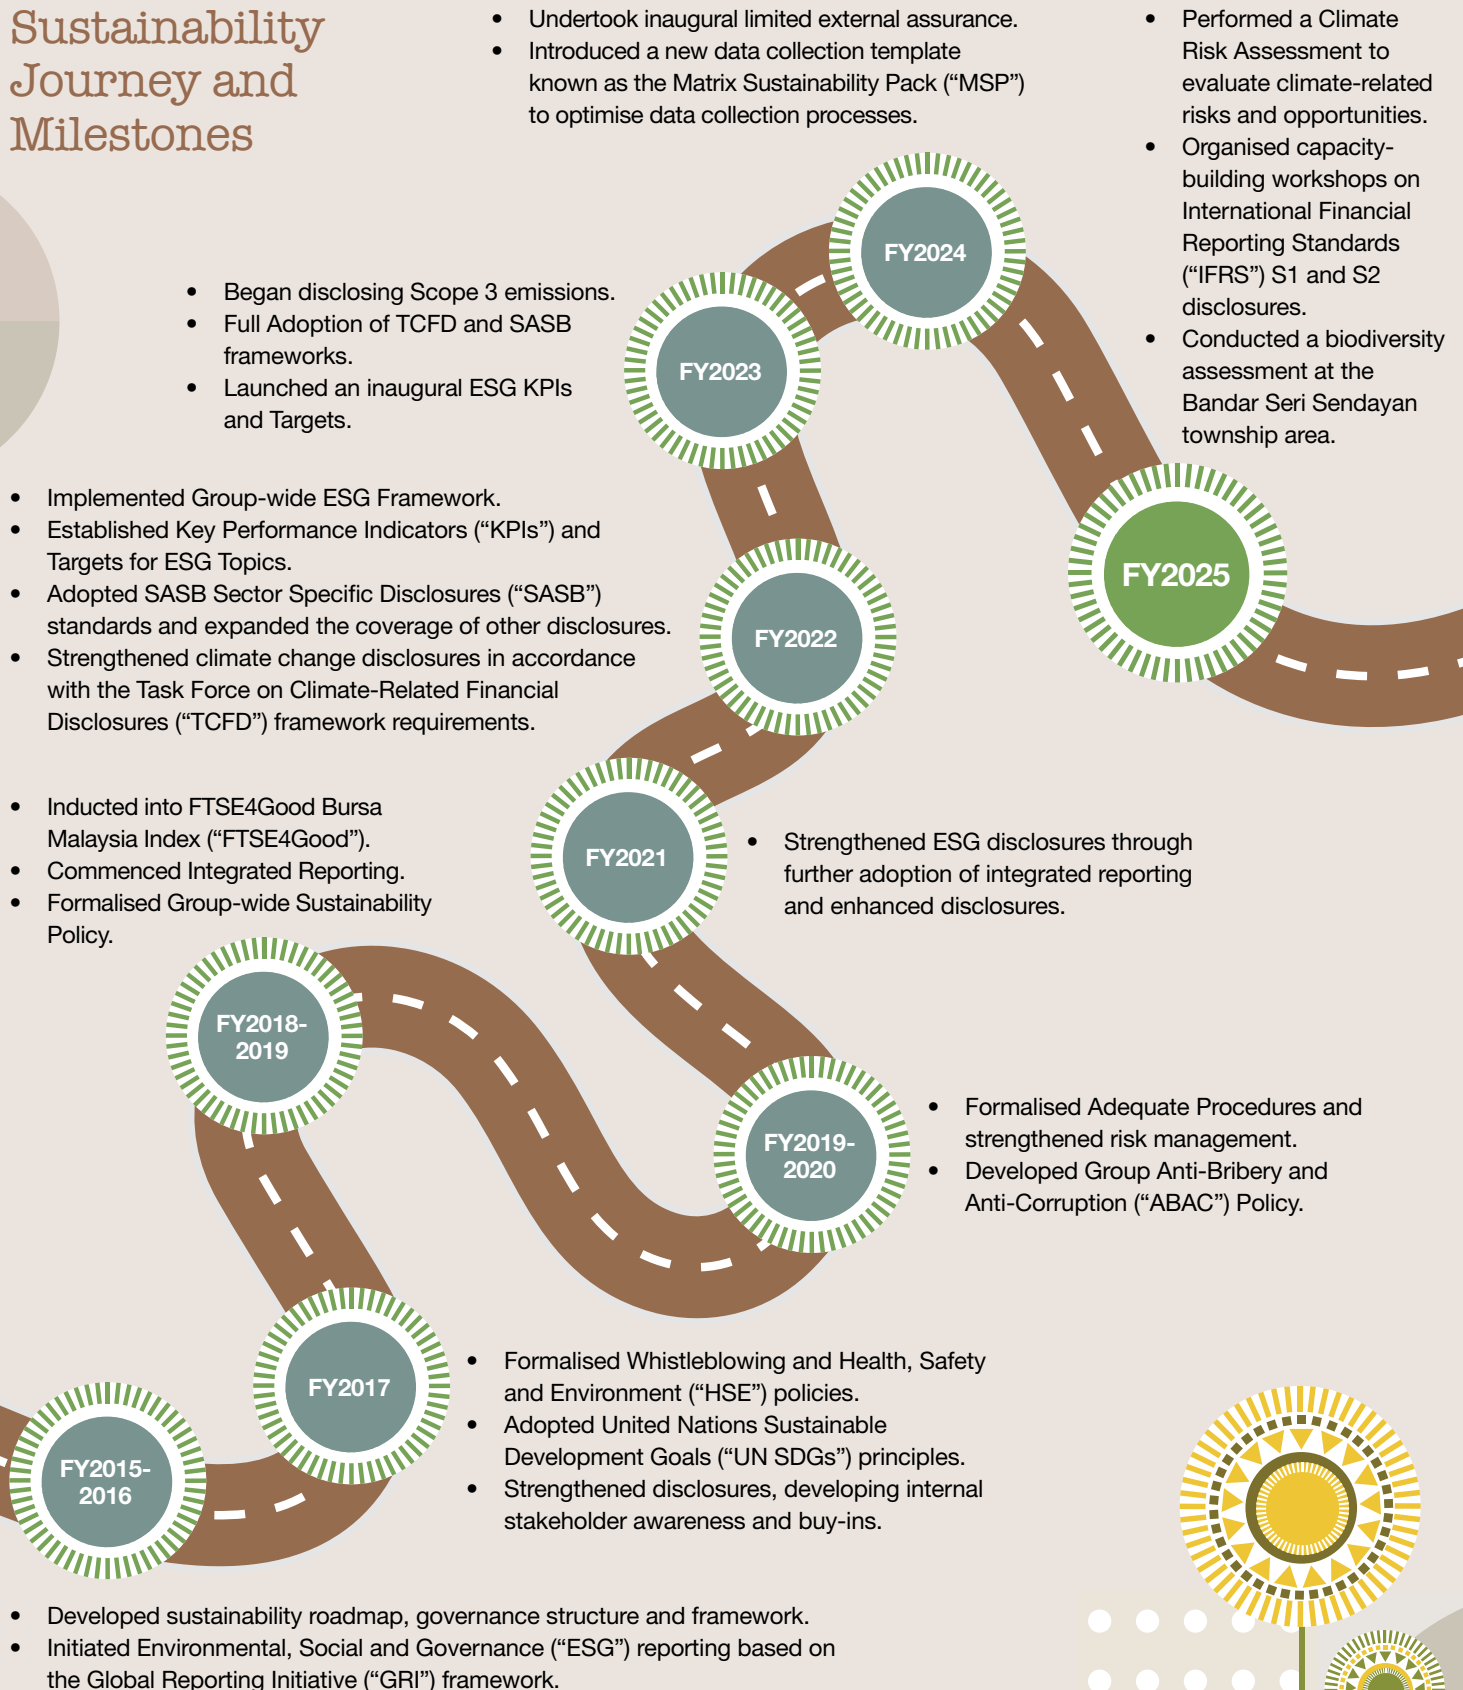 Sustainability
Journey and
Milestones
• Undertook inaugural limited external assurance.
• Introduced a new data collection template
known as the Matrix Sustainability Pack (“MSP”)
to optimise data collection processes.
• Performed a Climate
Risk Assessment to
evaluate climate-related
risks and opportunities.
• Organised capacity-
building workshops on
International Financial
Reporting Standards
(“IFRS”) S1 and S2
disclosures.
• Conducted a biodiversity
assessment at the
Bandar Seri Sendayan
township area.
FY2024
• Began disclosing Scope 3 emissions.
• Full Adoption of TCFD and SASB
frameworks.
• Launched an inaugural ESG KPIs
and Targets.
FY2023
• Implemented Group-wide ESG Framework.
• Established Key Performance Indicators (“KPIs”) and
Targets for ESG Topics.
• Adopted SASB Sector Specific Disclosures (“SASB”)
standards and expanded the coverage of other disclosures.
• Strengthened climate change disclosures in accordance
with the Task Force on Climate-Related Financial
Disclosures (“TCFD”) framework requirements.
FY2025
FY2022
• Inducted into FTSE4Good Bursa
Malaysia Index (“FTSE4Good”).
• Commenced Integrated Reporting.
• Formalised Group-wide Sustainability
Policy.
FY2021
• Strengthened ESG disclosures through
further adoption of integrated reporting
and enhanced disclosures.
FY2018-
2019
FY2019-
2020
• Formalised Adequate Procedures and
strengthened risk management.
• Developed Group Anti-Bribery and
Anti-Corruption (“ABAC”) Policy.
FY2017
• Formalised Whistleblowing and Health, Safety
and Environment (“HSE”) policies.
• Adopted United Nations Sustainable
Development Goals (“UN SDGs”) principles.
• Strengthened disclosures, developing internal
stakeholder awareness and buy-ins.
FY2015-
2016
• Developed sustainability roadmap, governance structure and framework.
• Initiated Environmental, Social and Governance (“ESG”) reporting based on
the Global Reporting Initiative (“GRI”) framework.